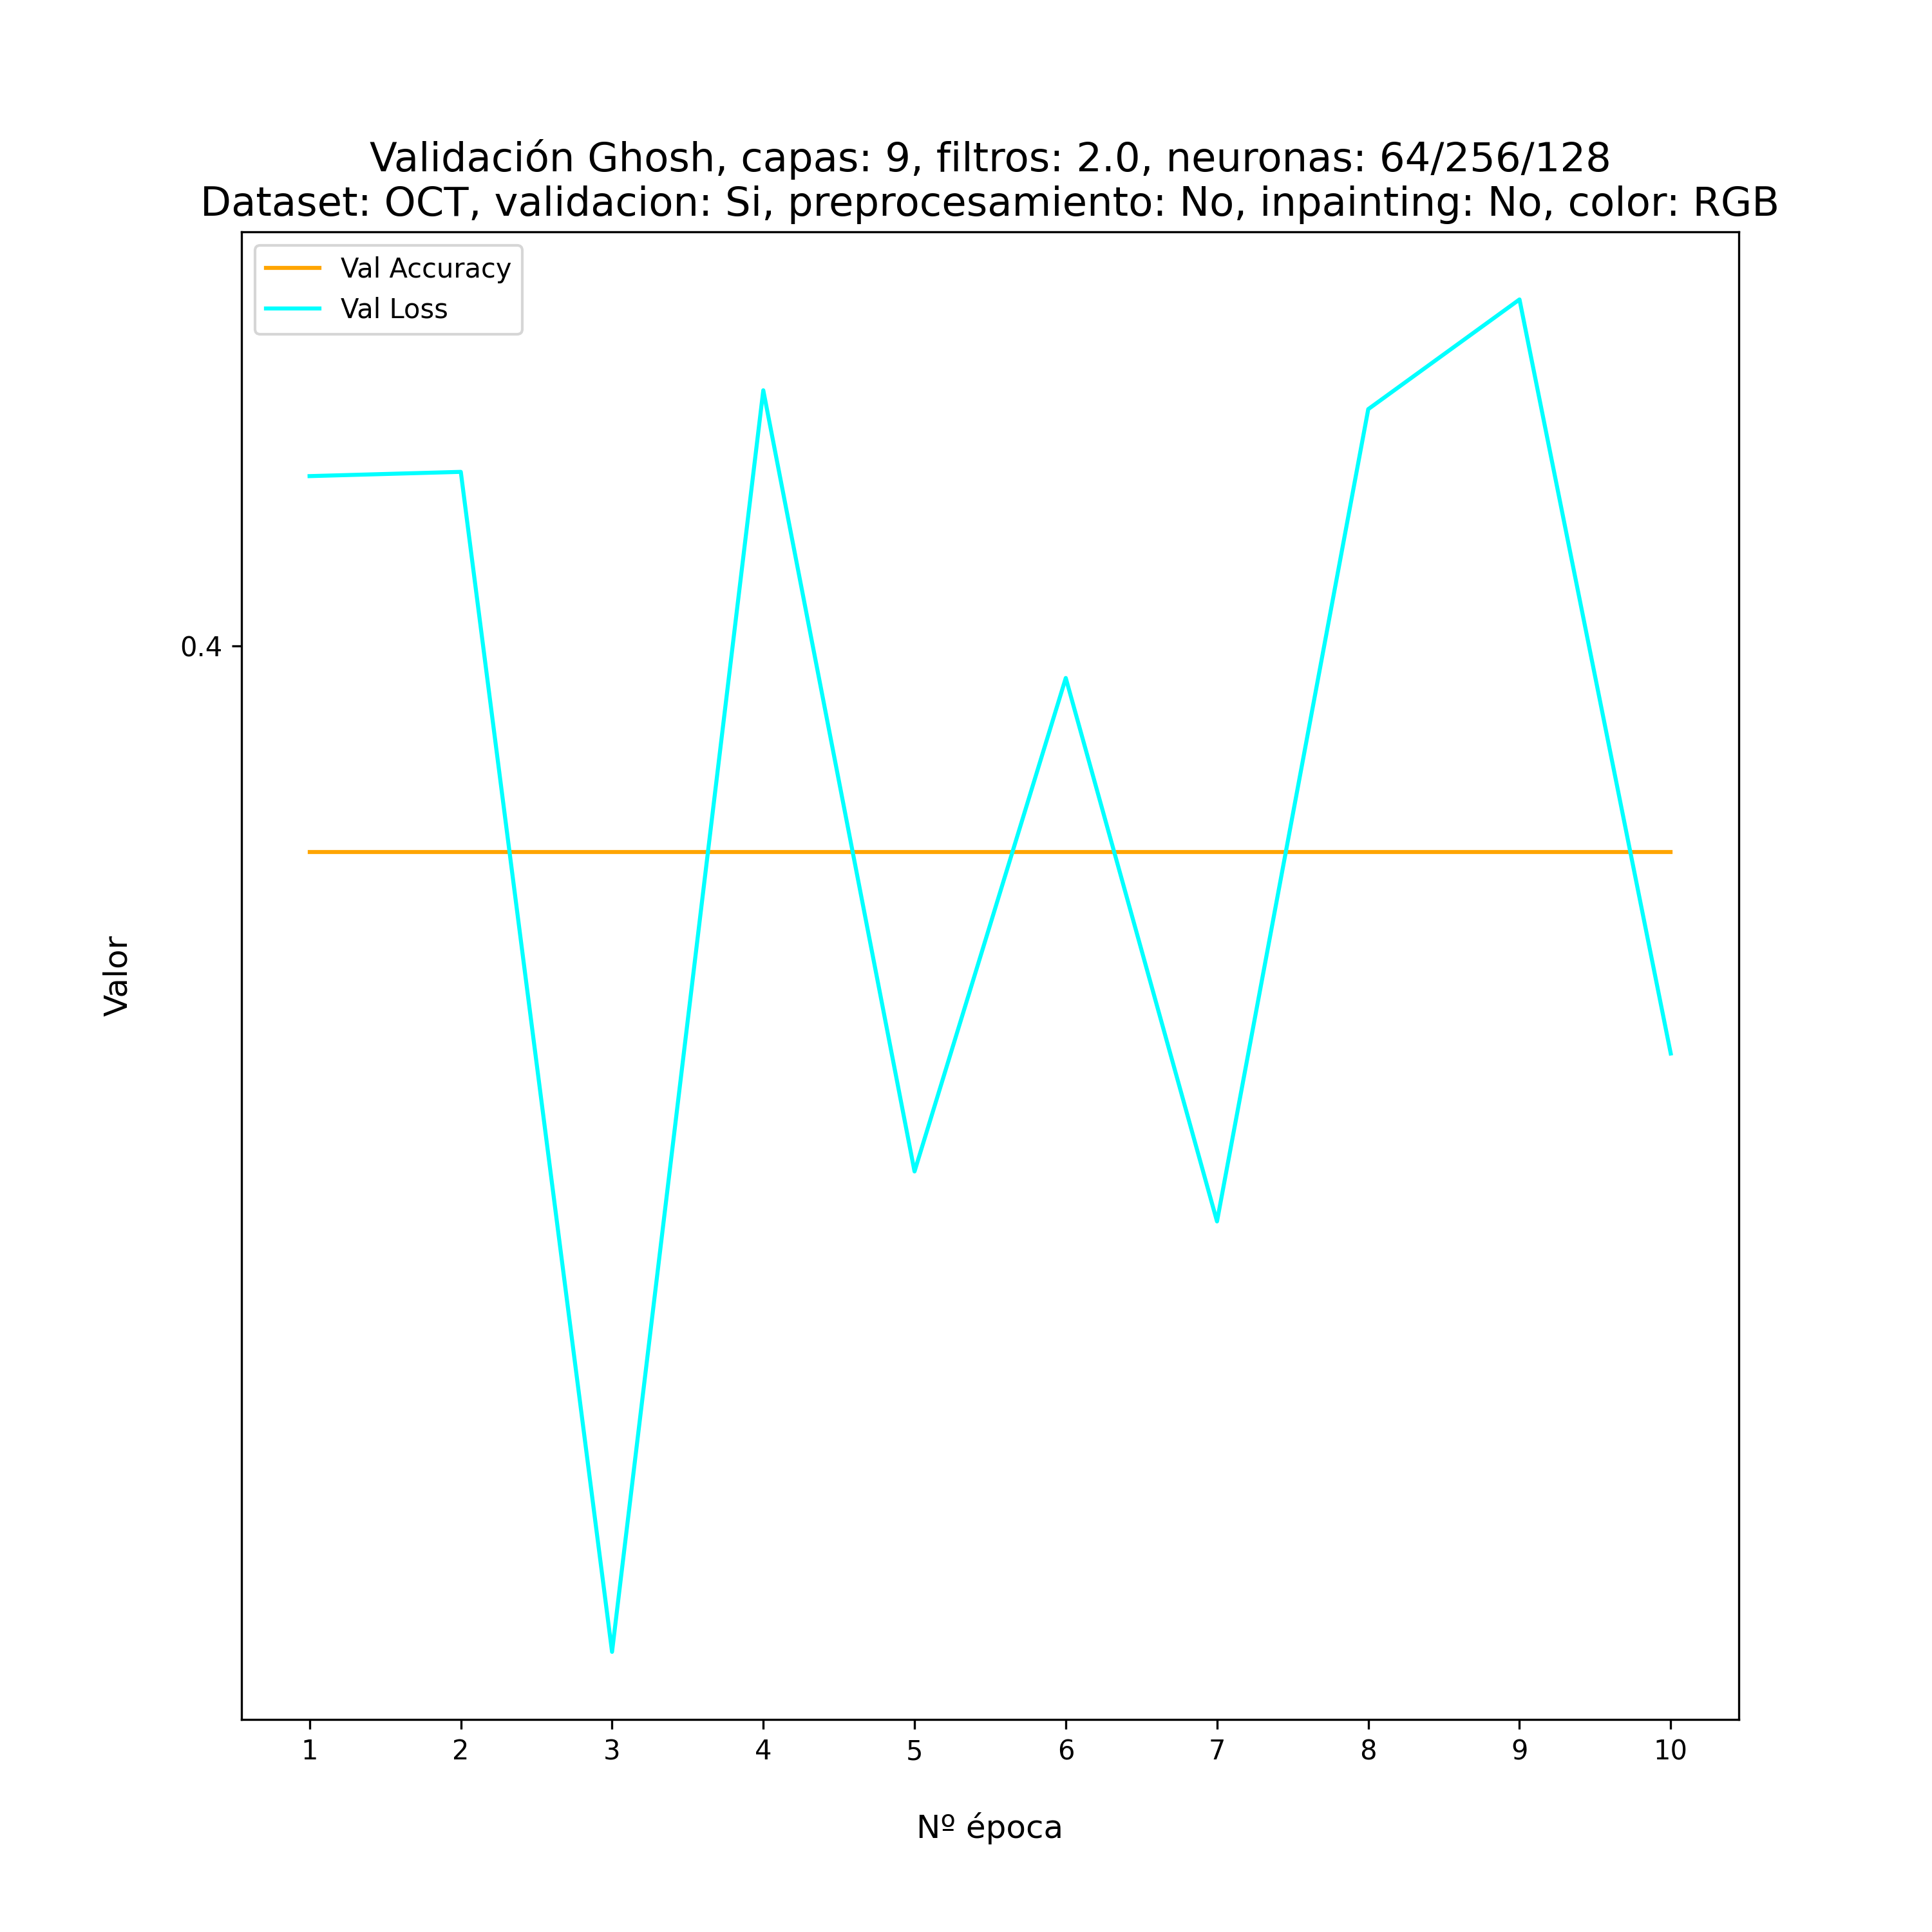 Validación Ghosh, capas: 9, filtros: 2.0, neuronas: 64/256/128
Dataset: OCT, validacion: Si, preprocesamiento: No, inpainting: No, color: RGB
Val Accuracy
Val Loss
0.4
Valor
1 2 3 4 5 6 7 8 9 10
Nº época